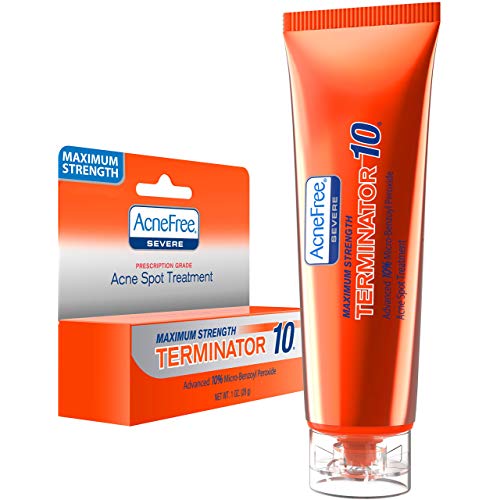 MAXIMUM
STRENGTH
AcneFree®
SEVERE
PRESCRIPTION GRADE
Acne Spot Treatment
MAXIMUM STRENGTH
TERMINATOR 10®
Advanced 10% Micro-Benzoyl Peroxide
NET WT. 1 OZ. (28 g)
AcneFree®
SEVERE
MAXIMUM STRENGTH
TERMINATOR 10®
Advanced 10% Micro-Benzoyl Peroxide
Acne Spot Treatment